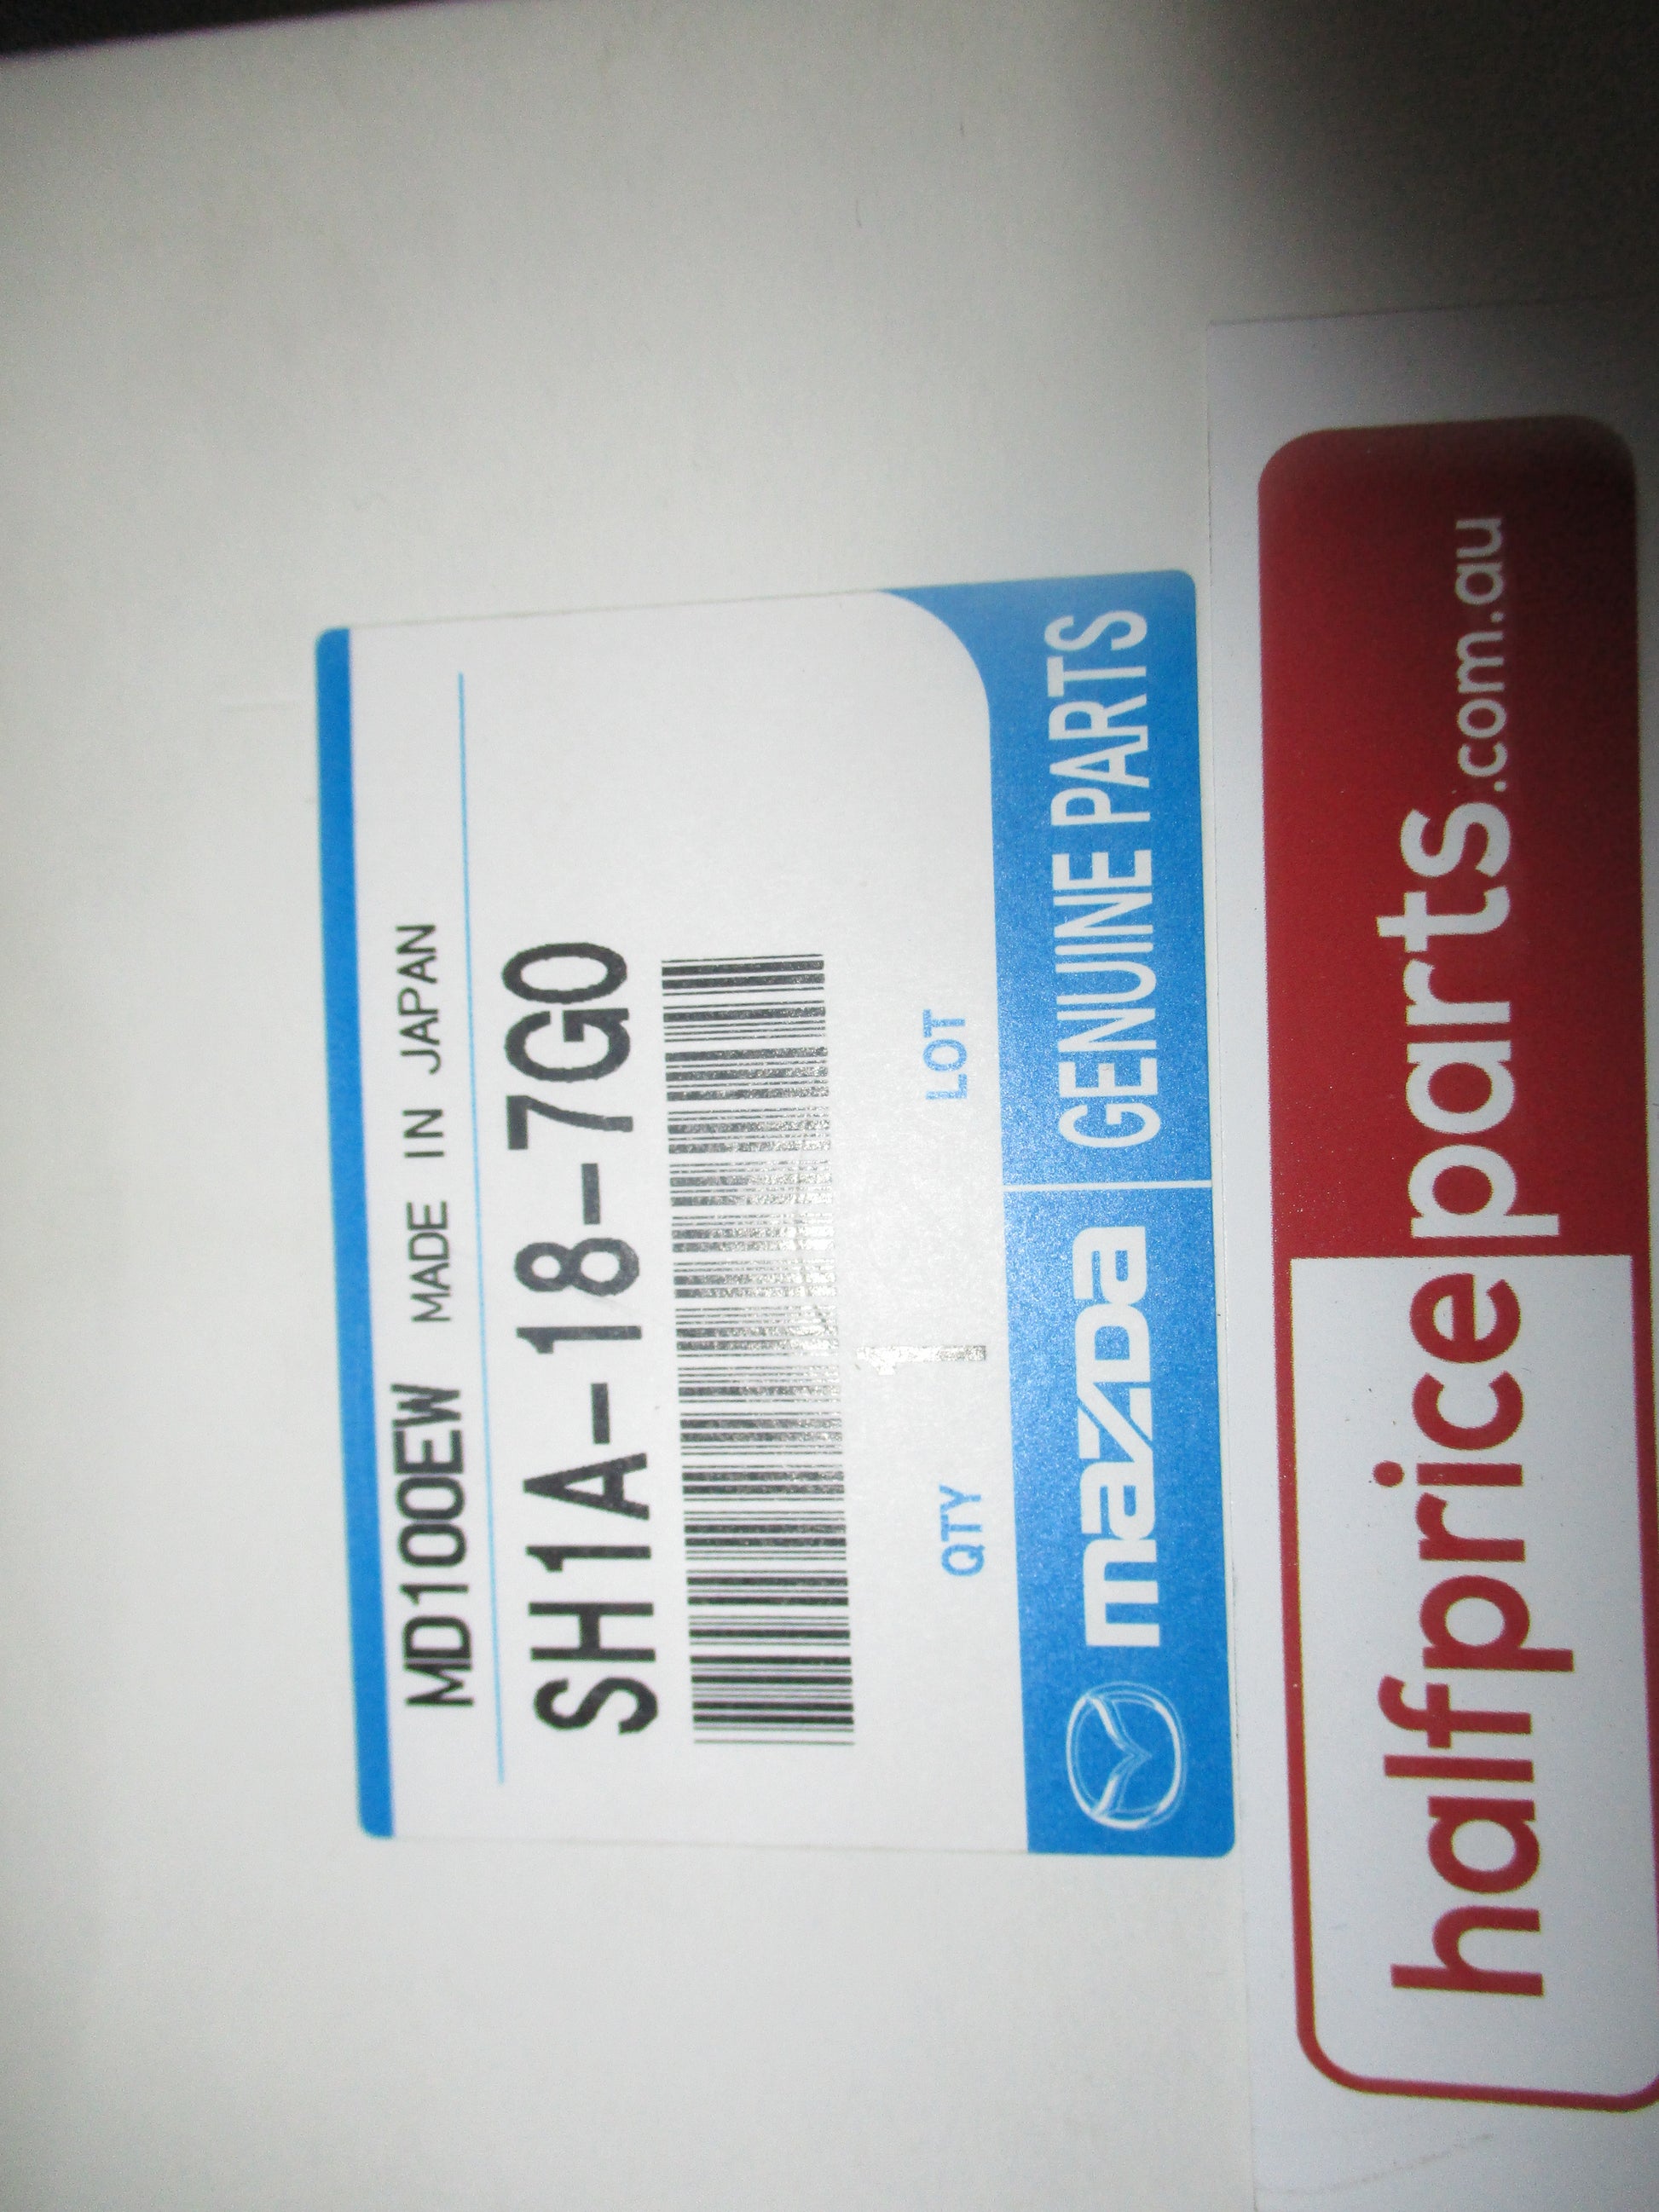 MD100EW MADE IN JAPAN
SH1A-18-7G0
QTY 1 LOT
mazda GENUINE PARTS
halfpriceparts.com.au